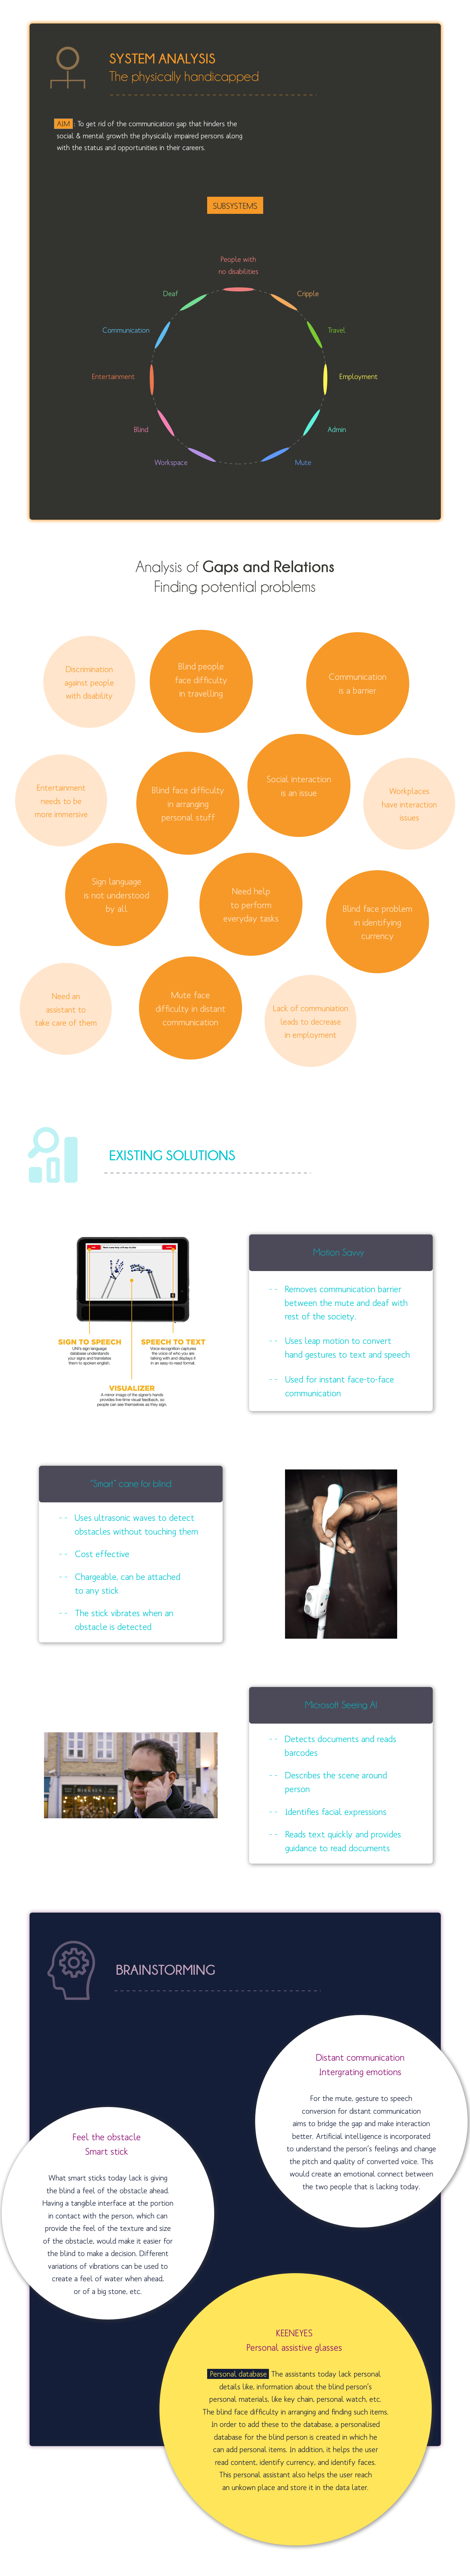 SYSTEM ANALYSIS
The physically handicapped
AIM - To get rid of the communication gap that hinders the
social & mental growth the physically impaired persons along
with the status and opportunities in their careers.
SUBSYSTEMS
People with
no disabilities
Deaf
Cripple
Communication
Travel
Entertainment
Employment
Blind
Admin
Workspace
Mute
Analysis of Gaps and Relations
Finding potential problems
Discrimination
against people
with disability
Blind people
face difficulty
in travelling
Communication
is a barrier
Entertainment
needs to be
more immersive
Blind face difficulty
in arranging
personal stuff
Social interaction
is an issue
Workplaces
have interaction
issues
Sign language
is not understood
by all
Need help
to perform
everyday tasks
Blind face problem
in identifying
currency
Need an
assistant to
take care of them
Mute face
difficulty in distant
communication
Lack of communiation
leads to decrease
in employment
EXISTING SOLUTIONS
SIGN TO SPEECH
UNI's sign language
database understands
your signs and translates
them to spoken english.
SPEECH TO TEXT
Voice recognition captures
the voice of who you are
talking with and displays it
in an easy-to-read format.
VISUALIZER
A mirror image of the signer's hands
provides live-time visual feedback, so
people can see themselves as they sign.
Motion Savvy
-- Removes communication barrier
between the mute and deaf with
rest of the society.
-- Uses leap motion to convert
hand gestures to text and speech
-- Used for instant face-to-face
communication
"Smart" cane for blind
-- Uses ultrasonic waves to detect
obstacles without touching them
-- Cost effective
-- Chargeable, can be attached
to any stick
-- The stick vibrates when an
obstacle is detected
Microsoft Seeing AI
-- Detects documents and reads
barcodes
-- Describes the scene around
person
-- Identifies facial expressions
-- Reads text quickly and provides
guidance to read documents
BRAINSTORMING
Distant communication
Intergrating emotions
For the mute, gesture to speech
conversion for distant communication
aims to bridge the gap and make interaction
better. Artificial intelligence is incorporated
to understand the person's feelings and change
the pitch and quality of converted voice. This
would create an emotional connect between
the two people that is lacking today.
Feel the obstacle
Smart stick
What smart sticks today lack is giving
the blind a feel of the obstacle ahead.
Having a tangible interface at the portion
in contact with the person, which can
provide the feel of the texture and size
of the obstacle, would make it easier for
the blind to make a decision. Different
variations of vibrations can be used to
create a feel of water when ahead,
or of a big stone, etc.
KEENEYES
Personal assistive glasses
Personal database The assistants today lack personal
details like, information about the blind person's
personal materials, like key chain, personal watch, etc.
The blind face difficulty in arranging and finding such items.
In order to add these to the database, a personalised
database for the blind person is created in which he
can add personal items. In addition, it helps the user
read content, identify currency, and identify faces.
This personal assistant also helps the user reach
an unkown place and store it in the data later.